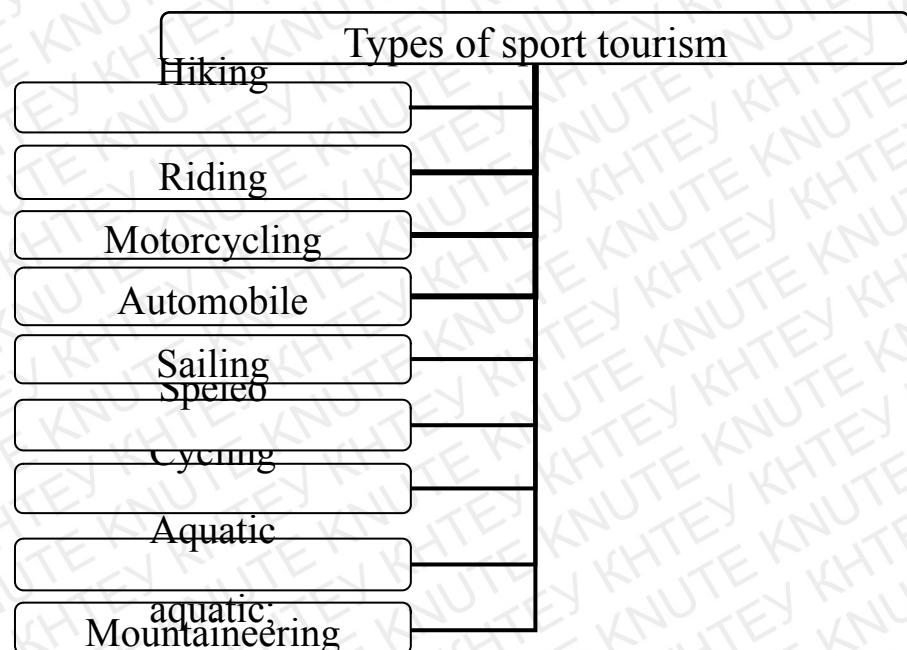 Types of sport tourism
Hiking
Riding
Motorcycling
Automobile
Sailing
Speleo
Cycling
Aquatic
aquatic;
Mountaineering